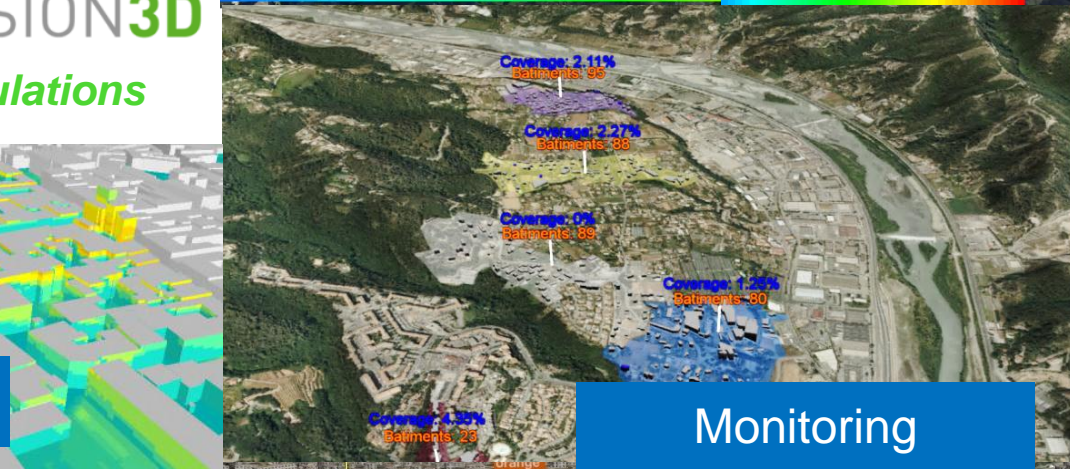 SION3D
ulations
Coverage: 2.11%
Batiments: 95
Coverage: 2.27%
Batiments: 88
Coverage: 0%
Batiments: 89
Coverage: 1.25%
Batiments: 80
Coverage: 4.35%
Batiments: 23
orange
Monitoring